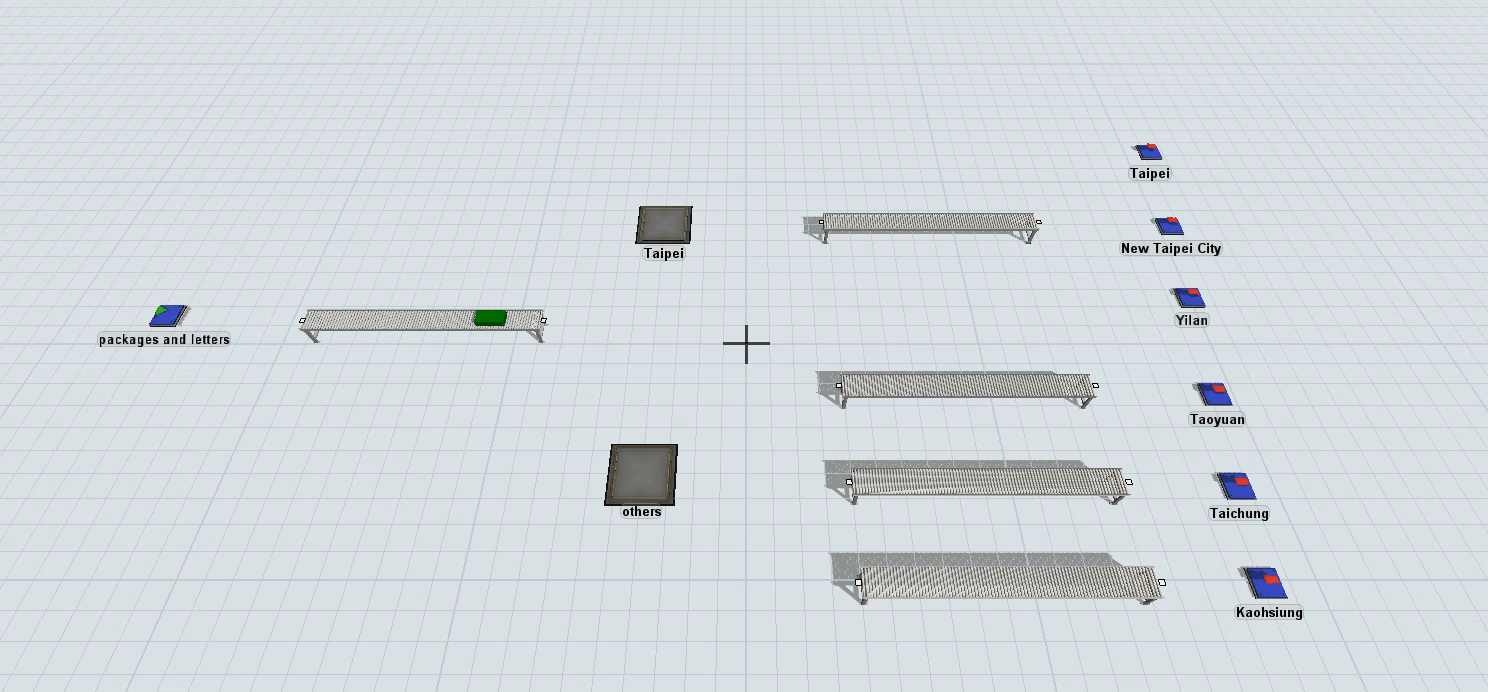 Taipei
New Taipei City
Taipei
Yilan
packages and letters
Taoyuan
others
Taichung
Kaohsiung